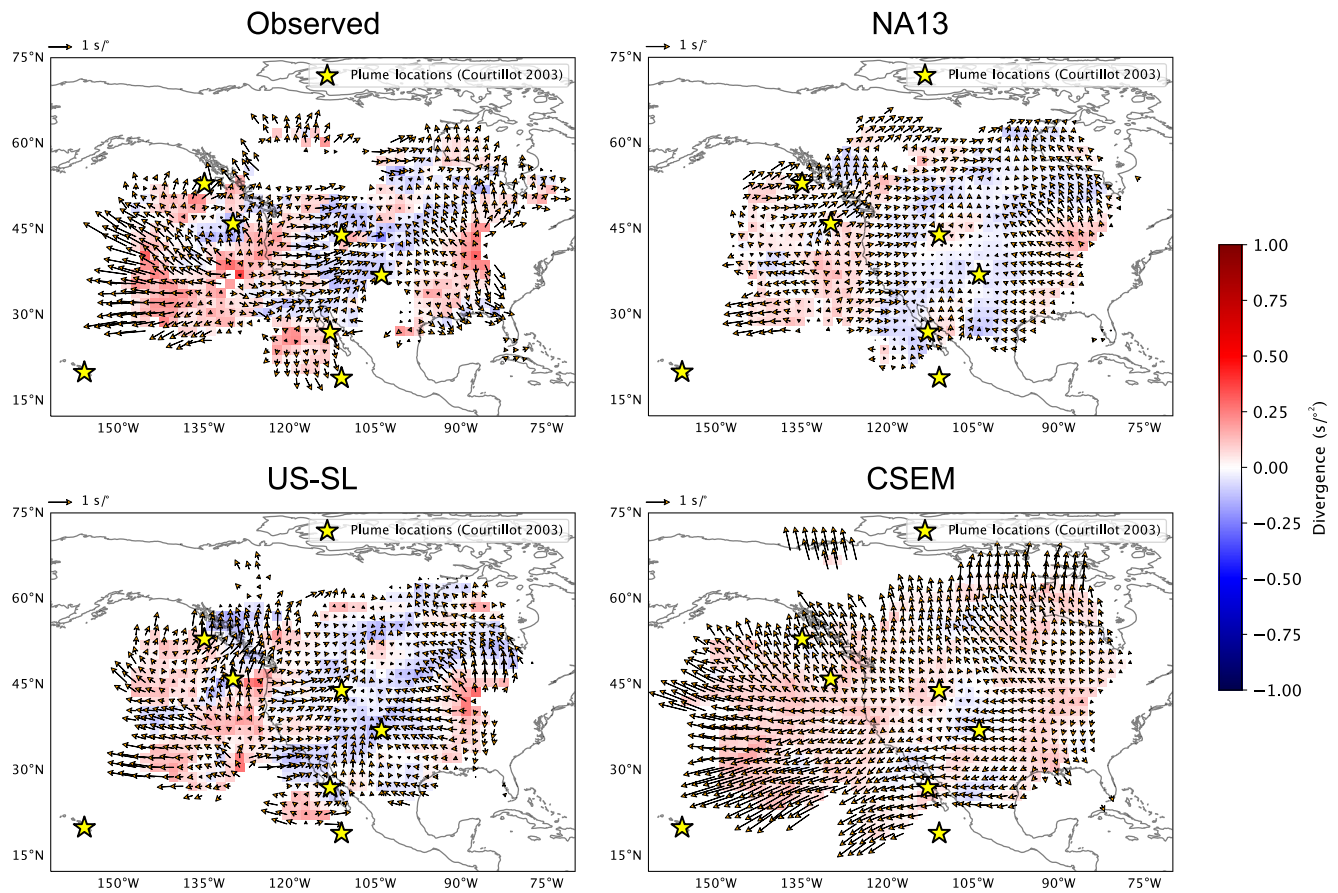 Observed
NA13
1 s/°
1 s/°
Plume locations (Courtillot 2003)
Plume locations (Courtillot 2003)
75°N
60°N
45°N
30°N
15°N
75°N
60°N
45°N
30°N
15°N
150°W 135°W 120°W 105°W 90°W 75°W
150°W 135°W 120°W 105°W 90°W 75°W
US-SL
CSEM
1 s/°
1 s/°
Plume locations (Courtillot 2003)
Plume locations (Courtillot 2003)
75°N
60°N
45°N
30°N
15°N
75°N
60°N
45°N
30°N
15°N
150°W 135°W 120°W 105°W 90°W 75°W
150°W 135°W 120°W 105°W 90°W 75°W
1.00
0.75
0.50
0.25
0.00
−0.25
−0.50
−0.75
−1.00
Divergence (s/°²)